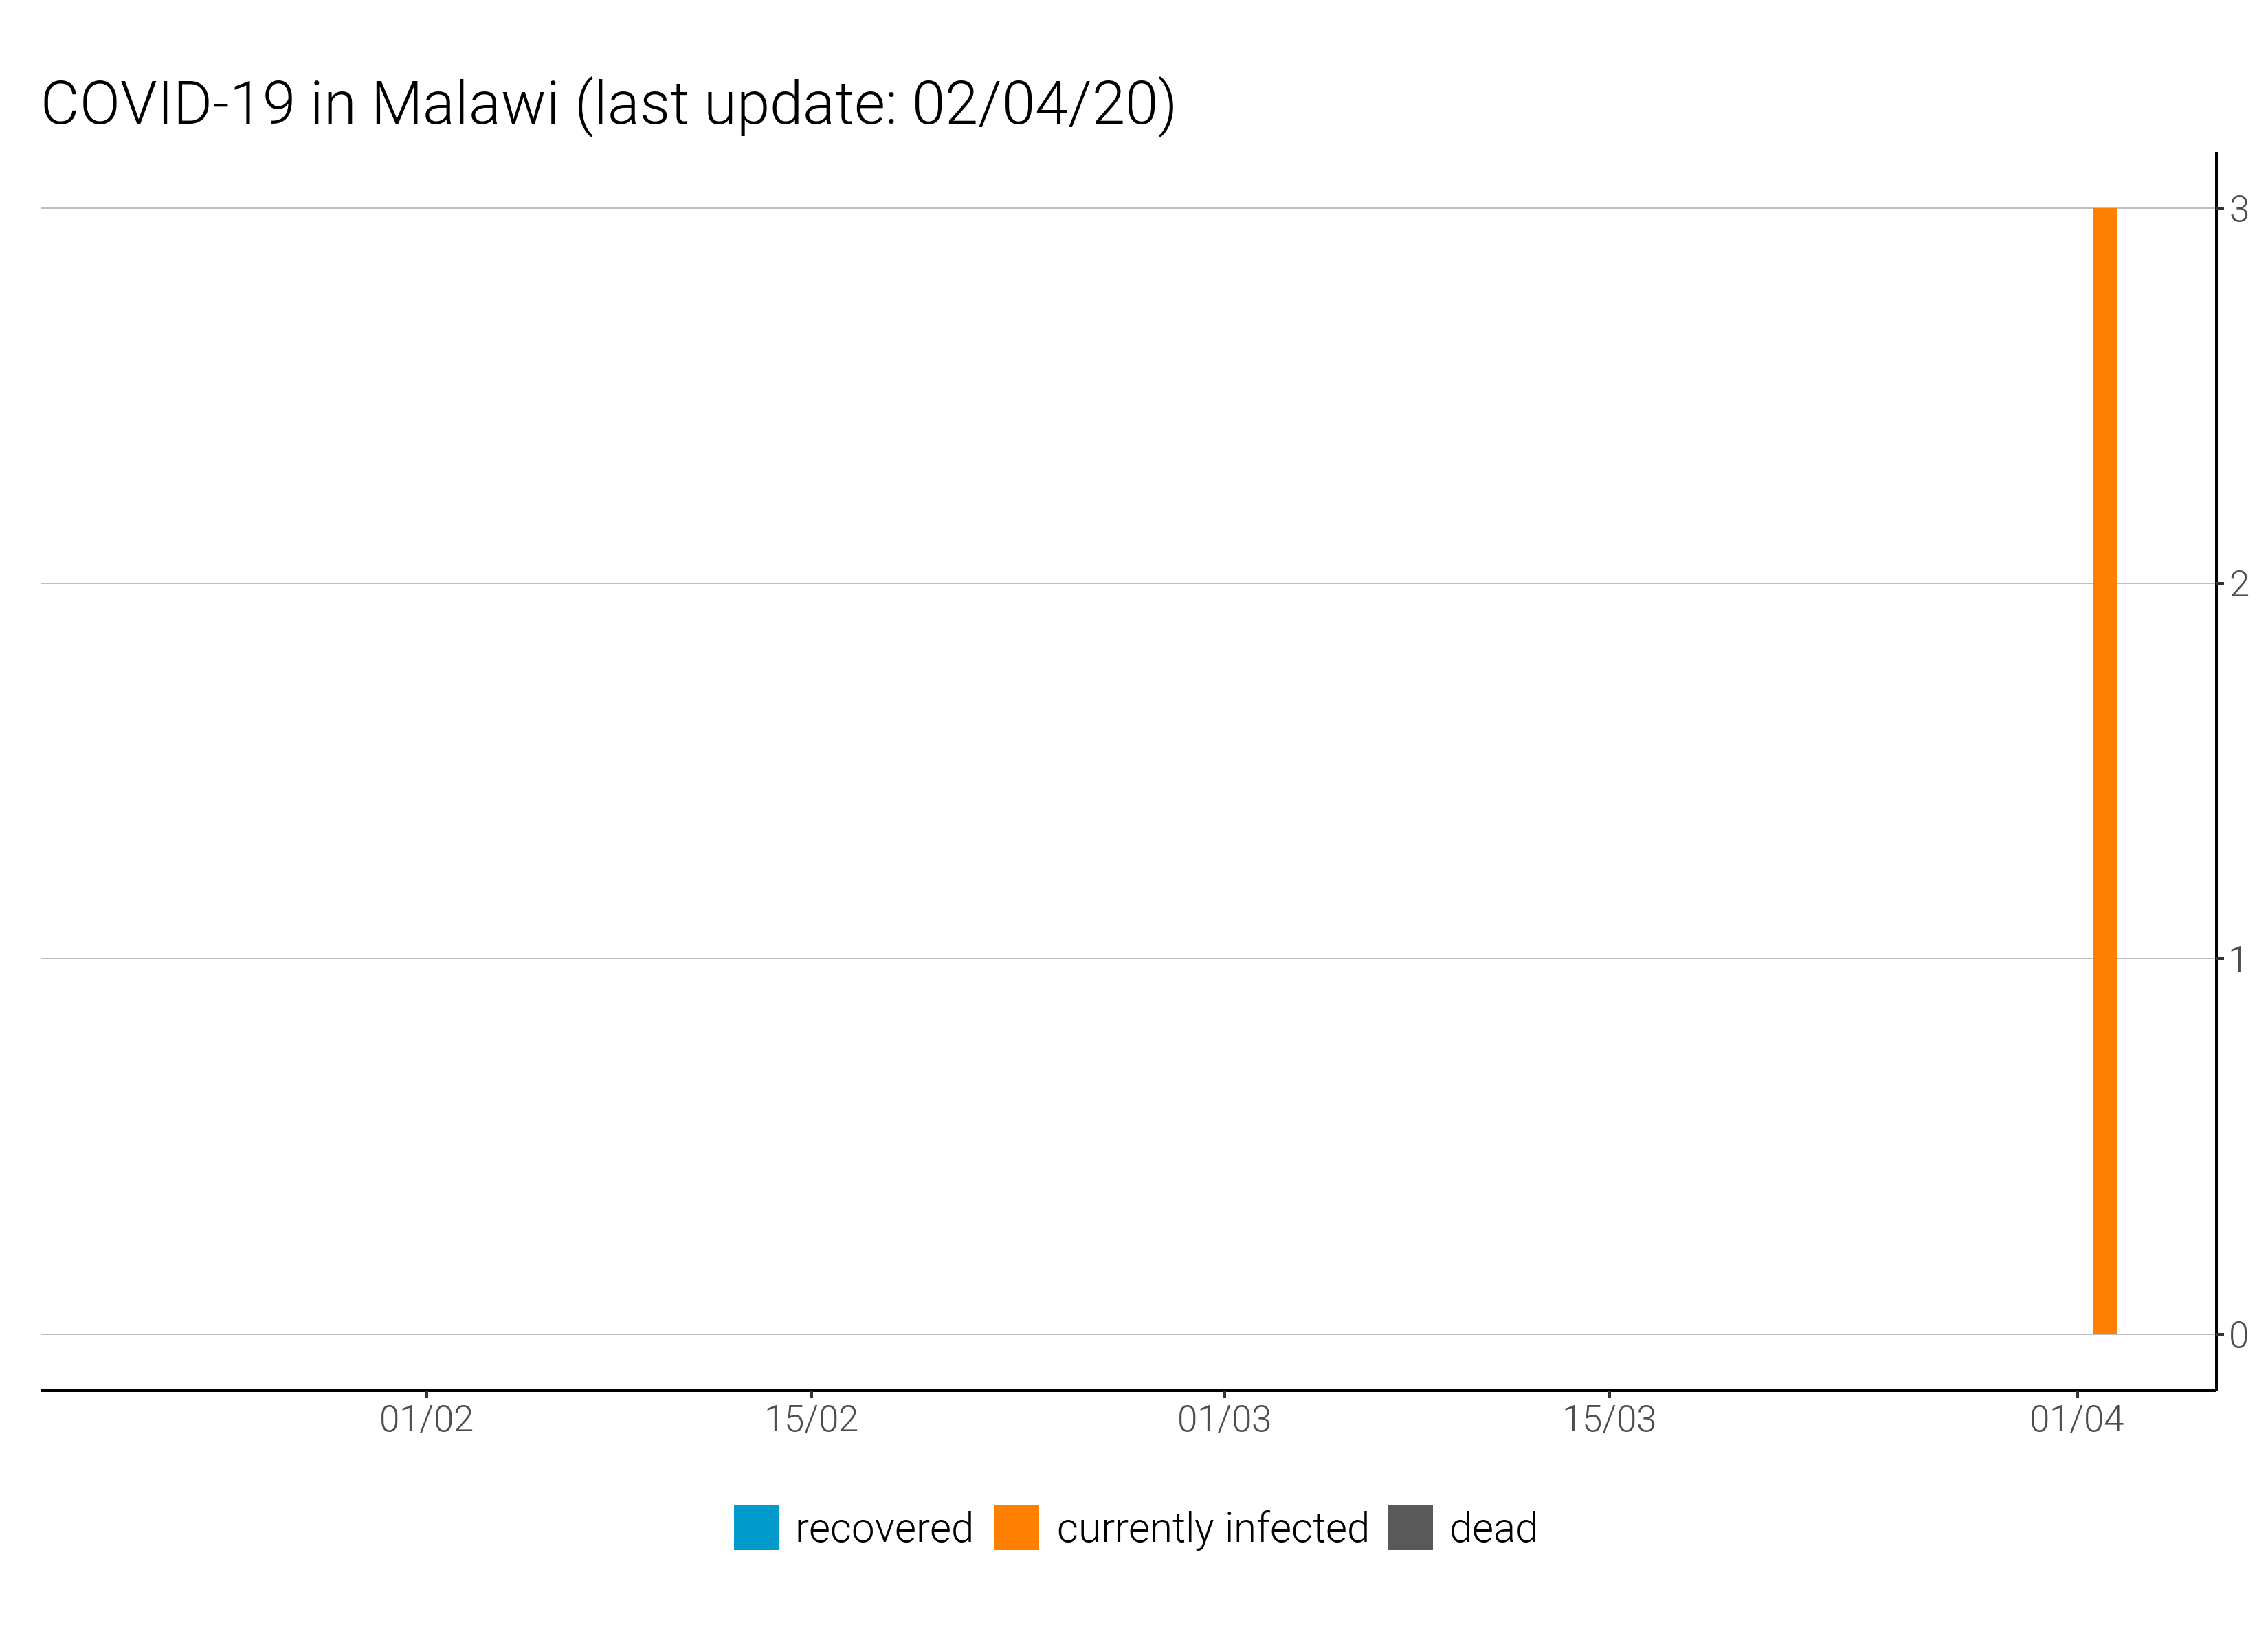 COVID-19 in Malawi (last update: 02/04/20)
3
2
1
0
01/02 15/02 01/03 15/03 01/04
recovered currently infected dead